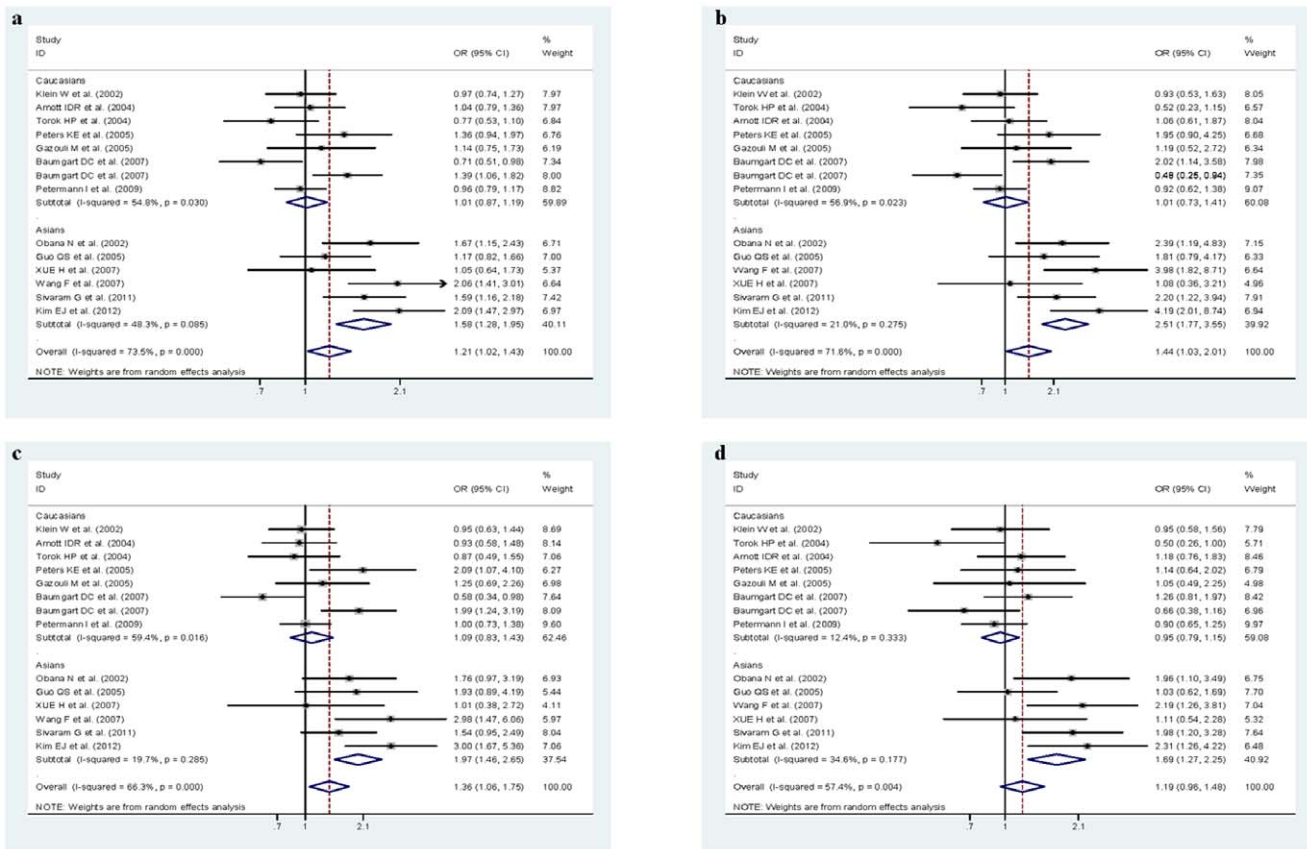 a
Study %
ID OR (95% CI) Weight
Caucasians
Klein W et al. (2002) 0.97 (0.74, 1.27) 7.97
Arnott IDR et al. (2004) 1.04 (0.79, 1.36) 7.97
Torok HP et al. (2004) 0.77 (0.53, 1.10) 6.84
Peters KE et al. (2005) 1.36 (0.94, 1.97) 6.76
Gazouli M et al. (2005) 1.14 (0.75, 1.73) 6.19
Baumgart DC et al. (2007) 0.71 (0.51, 0.98) 7.34
Baumgart DC et al. (2007) 1.39 (1.06, 1.82) 8.00
Petermann I et al. (2009) 0.96 (0.79, 1.17) 8.82
Subtotal (I-squared = 54.8%, p = 0.030) 1.01 (0.87, 1.19) 59.89
.
Asians
Obana N et al. (2002) 1.67 (1.15, 2.43) 6.71
Guo QS et al. (2005) 1.17 (0.82, 1.66) 7.00
XUE H et al. (2007) 1.05 (0.64, 1.73) 5.37
Wang F et al. (2007) 2.06 (1.41, 3.01) 6.64
Sivaram G et al. (2011) 1.59 (1.16, 2.18) 7.42
Kim EJ et al. (2012) 2.09 (1.47, 2.97) 6.97
Subtotal (I-squared = 48.3%, p = 0.085) 1.58 (1.28, 1.95) 40.11
.
Overall (I-squared = 73.5%, p = 0.000) 1.21 (1.02, 1.43) 100.00
NOTE: Weights are from random effects analysis
.7 1 2.1
b
Study %
ID OR (95% CI) Weight
Caucasians
Klein W et al. (2002) 0.93 (0.53, 1.63) 8.05
Torok HP et al. (2004) 0.52 (0.23, 1.15) 6.57
Arnott IDR et al. (2004) 1.06 (0.61, 1.87) 8.04
Peters KE et al. (2005) 1.95 (0.90, 4.25) 6.68
Gazouli M et al. (2005) 1.19 (0.52, 2.72) 6.34
Baumgart DC et al. (2007) 2.02 (1.14, 3.58) 7.98
Baumgart DC et al. (2007) 0.48 (0.25, 0.94) 7.35
Petermann I et al. (2009) 0.92 (0.62, 1.38) 9.07
Subtotal (I-squared = 56.9%, p = 0.023) 1.01 (0.73, 1.41) 60.08
.
Asians
Obana N et al. (2002) 2.39 (1.19, 4.83) 7.15
Guo QS et al. (2005) 1.81 (0.79, 4.17) 6.33
Wang F et al. (2007) 3.98 (1.82, 8.71) 6.64
XUE H et al. (2007) 1.08 (0.36, 3.21) 4.96
Sivaram G et al. (2011) 2.20 (1.22, 3.94) 7.91
Kim EJ et al. (2012) 4.19 (2.01, 8.74) 6.94
Subtotal (I-squared = 21.0%, p = 0.275) 2.51 (1.77, 3.55) 39.92
.
Overall (I-squared = 71.6%, p = 0.000) 1.44 (1.03, 2.01) 100.00
NOTE: Weights are from random effects analysis
.7 1 2.1
c
Study %
ID OR (95% CI) Weight
Caucasians
Klein W et al. (2002) 0.95 (0.63, 1.44) 8.69
Arnott IDR et al. (2004) 0.93 (0.58, 1.48) 8.14
Torok HP et al. (2004) 0.87 (0.49, 1.55) 7.06
Peters KE et al. (2005) 2.09 (1.07, 4.10) 6.27
Gazouli M et al. (2005) 1.25 (0.69, 2.26) 6.98
Baumgart DC et al. (2007) 0.58 (0.34, 0.98) 7.64
Baumgart DC et al. (2007) 1.99 (1.24, 3.19) 8.09
Petermann I et al. (2009) 1.00 (0.73, 1.38) 9.60
Subtotal (I-squared = 59.4%, p = 0.016) 1.09 (0.83, 1.43) 62.46
.
Asians
Obana N et al. (2002) 1.76 (0.97, 3.19) 6.93
Guo QS et al. (2005) 1.93 (0.89, 4.19) 5.44
XUE H et al. (2007) 1.01 (0.38, 2.72) 4.11
Wang F et al. (2007) 2.98 (1.47, 6.06) 5.97
Sivaram G et al. (2011) 1.54 (0.95, 2.49) 8.04
Kim EJ et al. (2012) 3.00 (1.67, 5.36) 7.06
Subtotal (I-squared = 19.7%, p = 0.285) 1.97 (1.46, 2.65) 37.54
.
Overall (I-squared = 66.3%, p = 0.000) 1.36 (1.06, 1.75) 100.00
NOTE: Weights are from random effects analysis
.7 1 2.1
d
Study %
ID OR (95% CI) Weight
Caucasians
Klein W et al. (2002) 0.95 (0.58, 1.56) 7.79
Torok HP et al. (2004) 0.50 (0.26, 1.00) 5.71
Arnott IDR et al. (2004) 1.18 (0.76, 1.83) 8.46
Peters KE et al. (2005) 1.14 (0.64, 2.02) 6.79
Gazouli M et al. (2005) 1.05 (0.49, 2.25) 4.98
Baumgart DC et al. (2007) 1.26 (0.81, 1.97) 8.42
Baumgart DC et al. (2007) 0.66 (0.38, 1.16) 6.96
Petermann I et al. (2009) 0.90 (0.65, 1.25) 9.97
Subtotal (I-squared = 12.4%, p = 0.333) 0.95 (0.79, 1.15) 59.08
.
Asians
Obana N et al. (2002) 1.96 (1.10, 3.49) 6.75
Guo QS et al. (2005) 1.03 (0.62, 1.69) 7.70
Wang F et al. (2007) 2.19 (1.26, 3.81) 7.04
XUE H et al. (2007) 1.11 (0.54, 2.28) 5.32
Sivaram G et al. (2011) 1.98 (1.20, 3.28) 7.64
Kim EJ et al. (2012) 2.31 (1.26, 4.22) 6.48
Subtotal (I-squared = 34.6%, p = 0.177) 1.69 (1.27, 2.25) 40.92
.
Overall (I-squared = 57.4%, p = 0.004) 1.19 (0.96, 1.48) 100.00
NOTE: Weights are from random effects analysis
.7 1 2.1